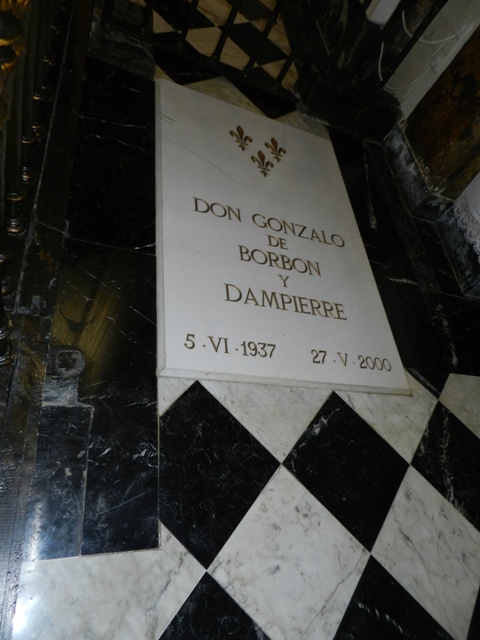 DON GONZALO
DE
BORBON
Y
DAMPIERRE
5 · VI · 1937 27 · V · 2000